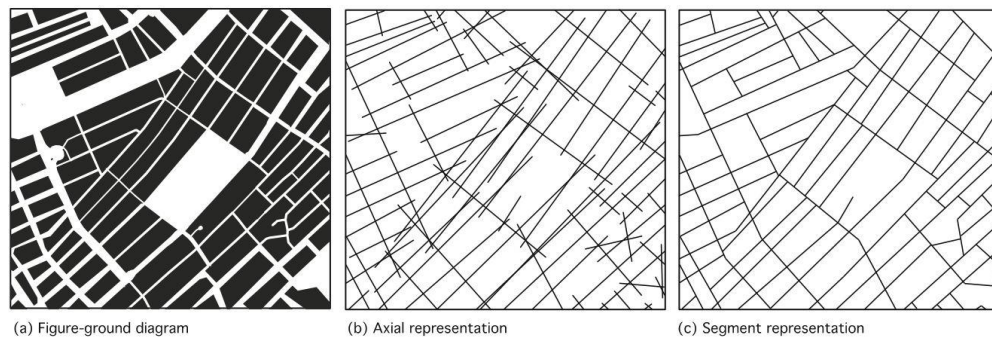 (a) Figure-ground diagram
(b) Axial representation
(c) Segment representation